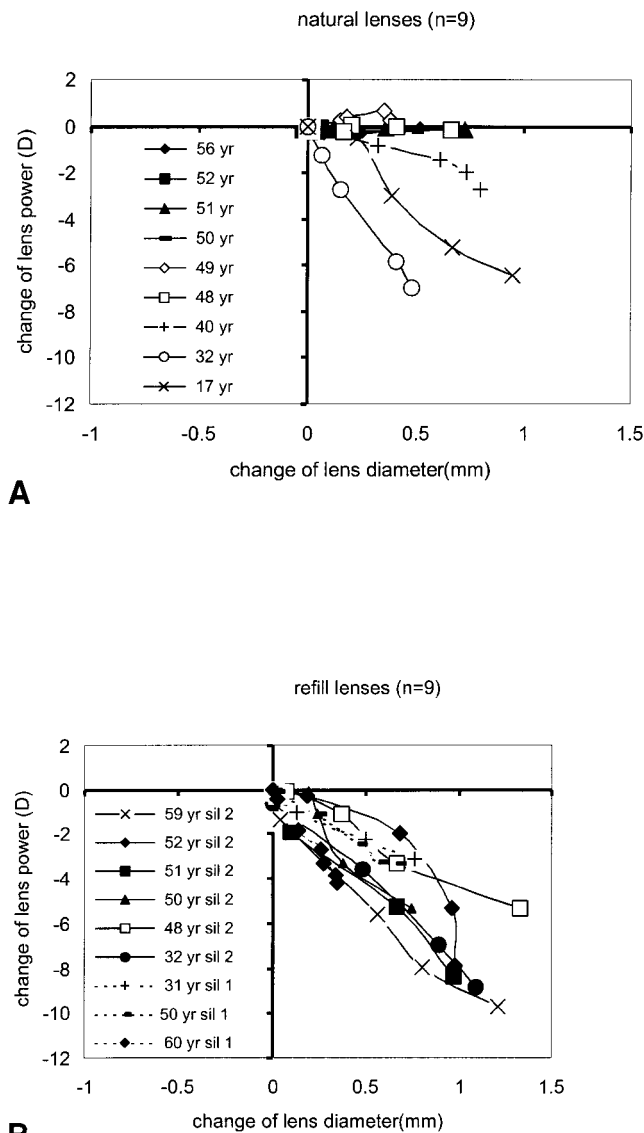 natural lenses (n=9)
2
0
-2
-4
-6
-8
-10
-12
change of lens power (D)
56 yr
52 yr
51 yr
50 yr
49 yr
48 yr
40 yr
32 yr
17 yr
-1
-0.5
0
0.5
1
1.5
change of lens diameter(mm)
A
refill lenses (n=9)
2
0
-2
-4
-6
-8
-10
-12
change of lens power (D)
59 yr sil 2
52 yr sil 2
51 yr sil 2
50 yr sil 2
48 yr sil 2
32 yr sil 2
31 yr sil 1
50 yr sil 1
60 yr sil 1
-1
-0.5
0
0.5
1
1.5
change of lens diameter(mm)
B